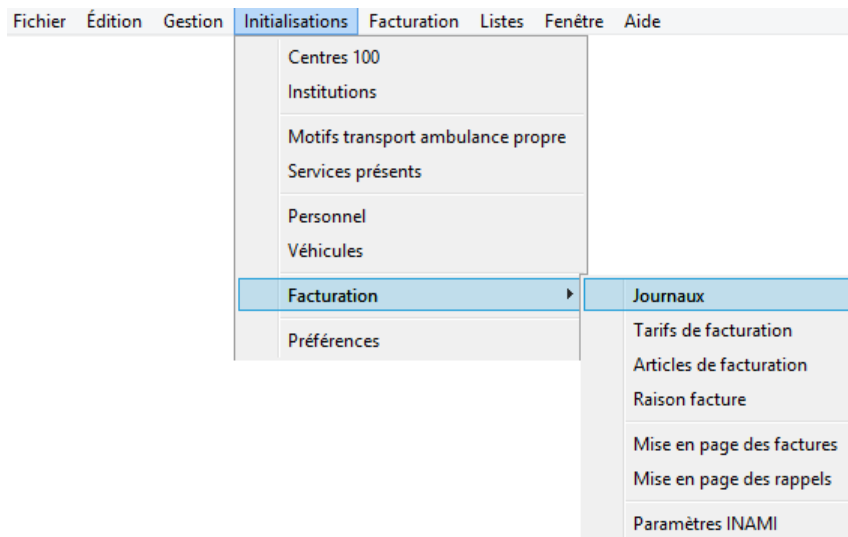 Fichier Édition Gestion Initialisations Facturation Listes Fenêtre Aide
Centres 100
Institutions
Motifs transport ambulance propre
Services présents
Personnel
Véhicules
Facturation
Préférences
Journaux
Tarifs de facturation
Articles de facturation
Raison facture
Mise en page des factures
Mise en page des rappels
Paramètres INAMI